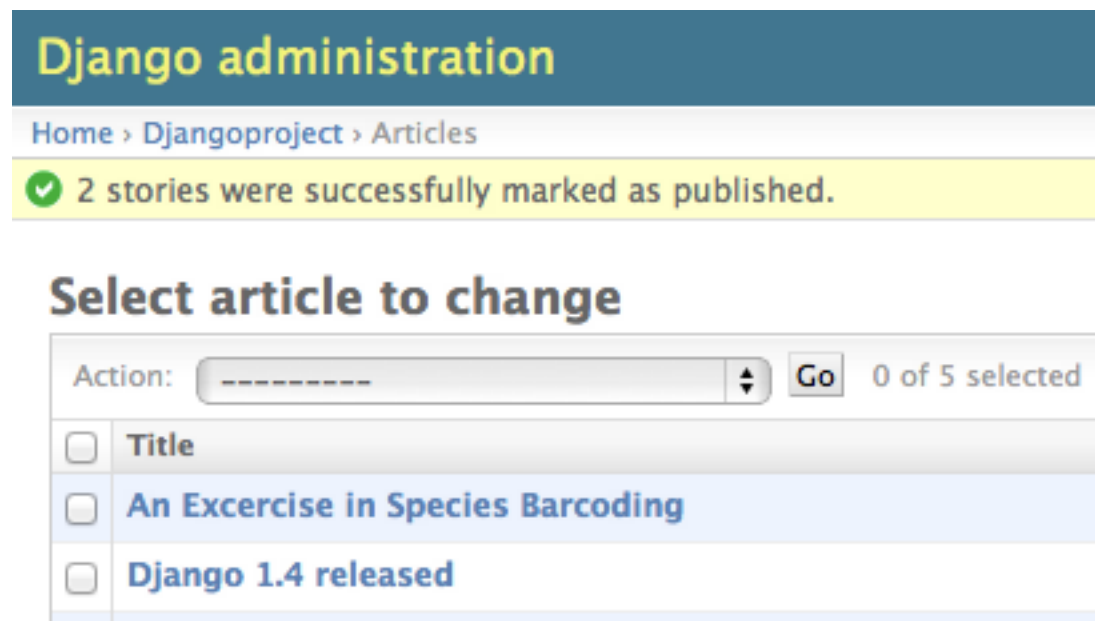 Django administration
Home › Djangoproject › Articles
2 stories were successfully marked as published.
Select article to change
Action: --------- Go 0 of 5 selected
Title
An Excercise in Species Barcoding
Django 1.4 released